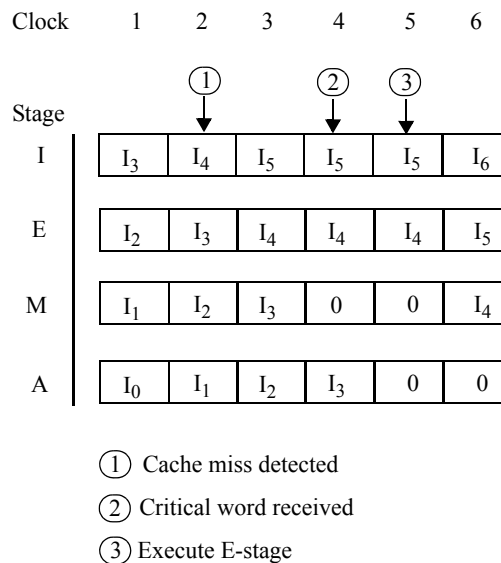 Clock 1 2 3 4 5 6
1 2 3
Stage
I I₃ I₄ I₅ I₅ I₅ I₆
E I₂ I₃ I₄ I₄ I₄ I₅
M I₁ I₂ I₃ 0 0 I₄
A I₀ I₁ I₂ I₃ 0 0
1 Cache miss detected
2 Critical word received
3 Execute E-stage